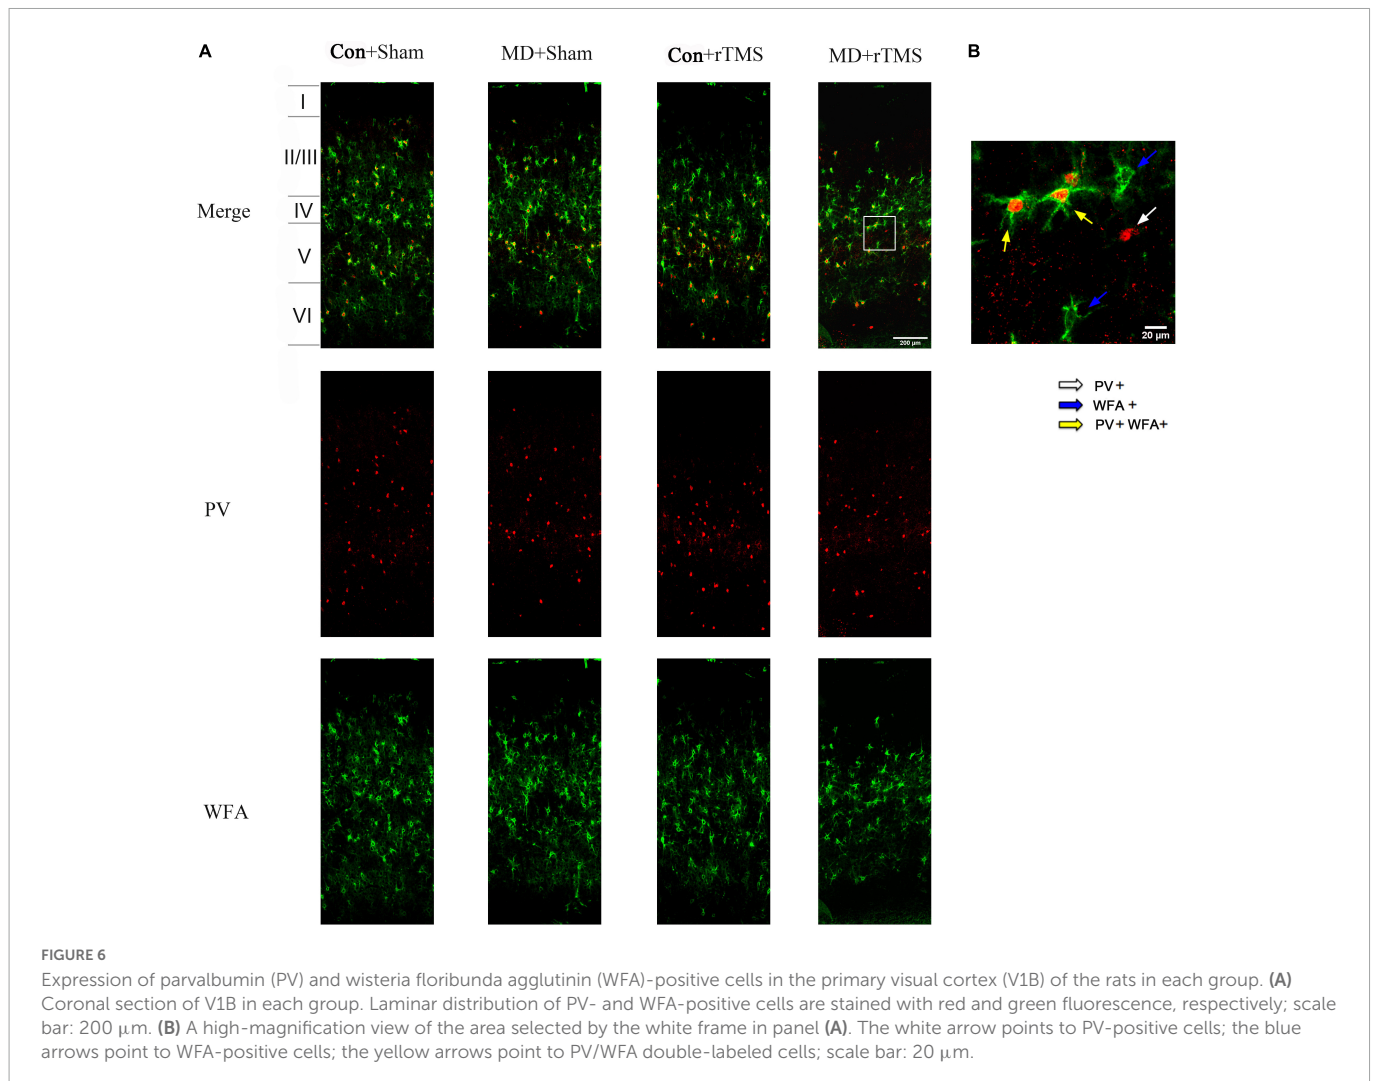 A
Con+Sham
MD+Sham
Con+rTMS
MD+rTMS
B
I
II/III
IV
V
VI
Merge
200 µm
20 µm
PV+
WFA+
PV+ WFA+
PV
WFA
FIGURE 6
Expression of parvalbumin (PV) and wisteria floribunda agglutinin (WFA)-positive cells in the primary visual cortex (V1B) of the rats in each group. (A)
Coronal section of V1B in each group. Laminar distribution of PV- and WFA-positive cells are stained with red and green fluorescence, respectively; scale
bar: 200 µm. (B) A high-magnification view of the area selected by the white frame in panel (A). The white arrow points to PV-positive cells; the blue
arrows point to WFA-positive cells; the yellow arrows point to PV/WFA double-labeled cells; scale bar: 20 µm.